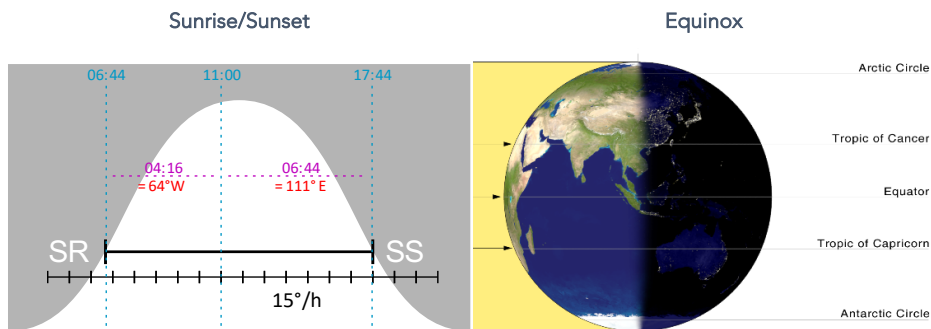 Sunrise/Sunset
06:44
11:00
17:44
04:16
= 64°W
06:44
= 111° E
SR
SS
15°/h
Equinox
Arctic Circle
Tropic of Cancer
Equator
Tropic of Capricorn
Antarctic Circle